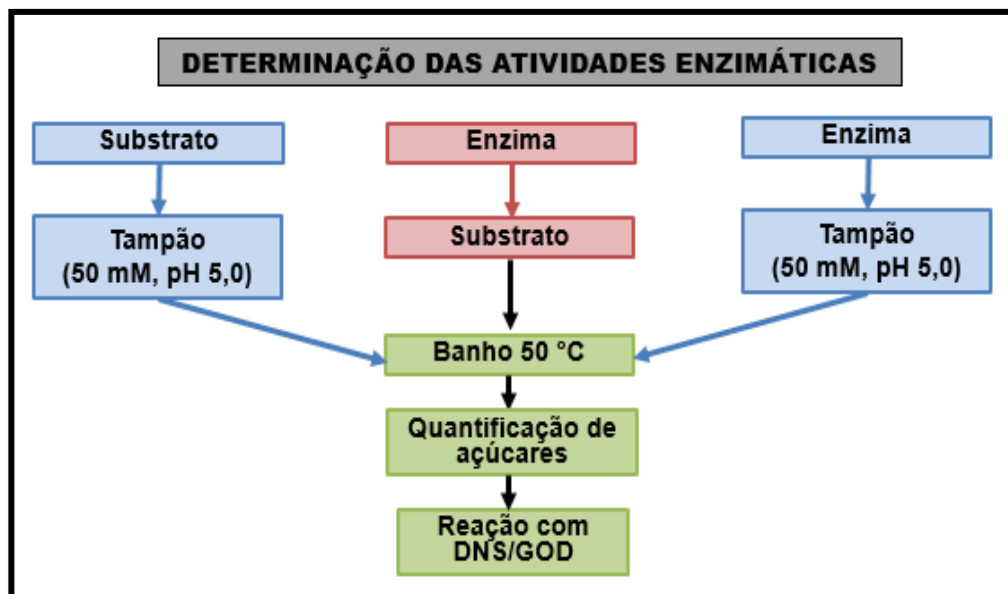 DETERMINAÇÃO DAS ATIVIDADES ENZIMÁTICAS
Substrato
Enzima
Enzima
Tampão
(50 mM, pH 5,0)
Substrato
Tampão
(50 mM, pH 5,0)
Banho 50 °C
Quantificação de
açúcares
Reação com
DNS/GOD